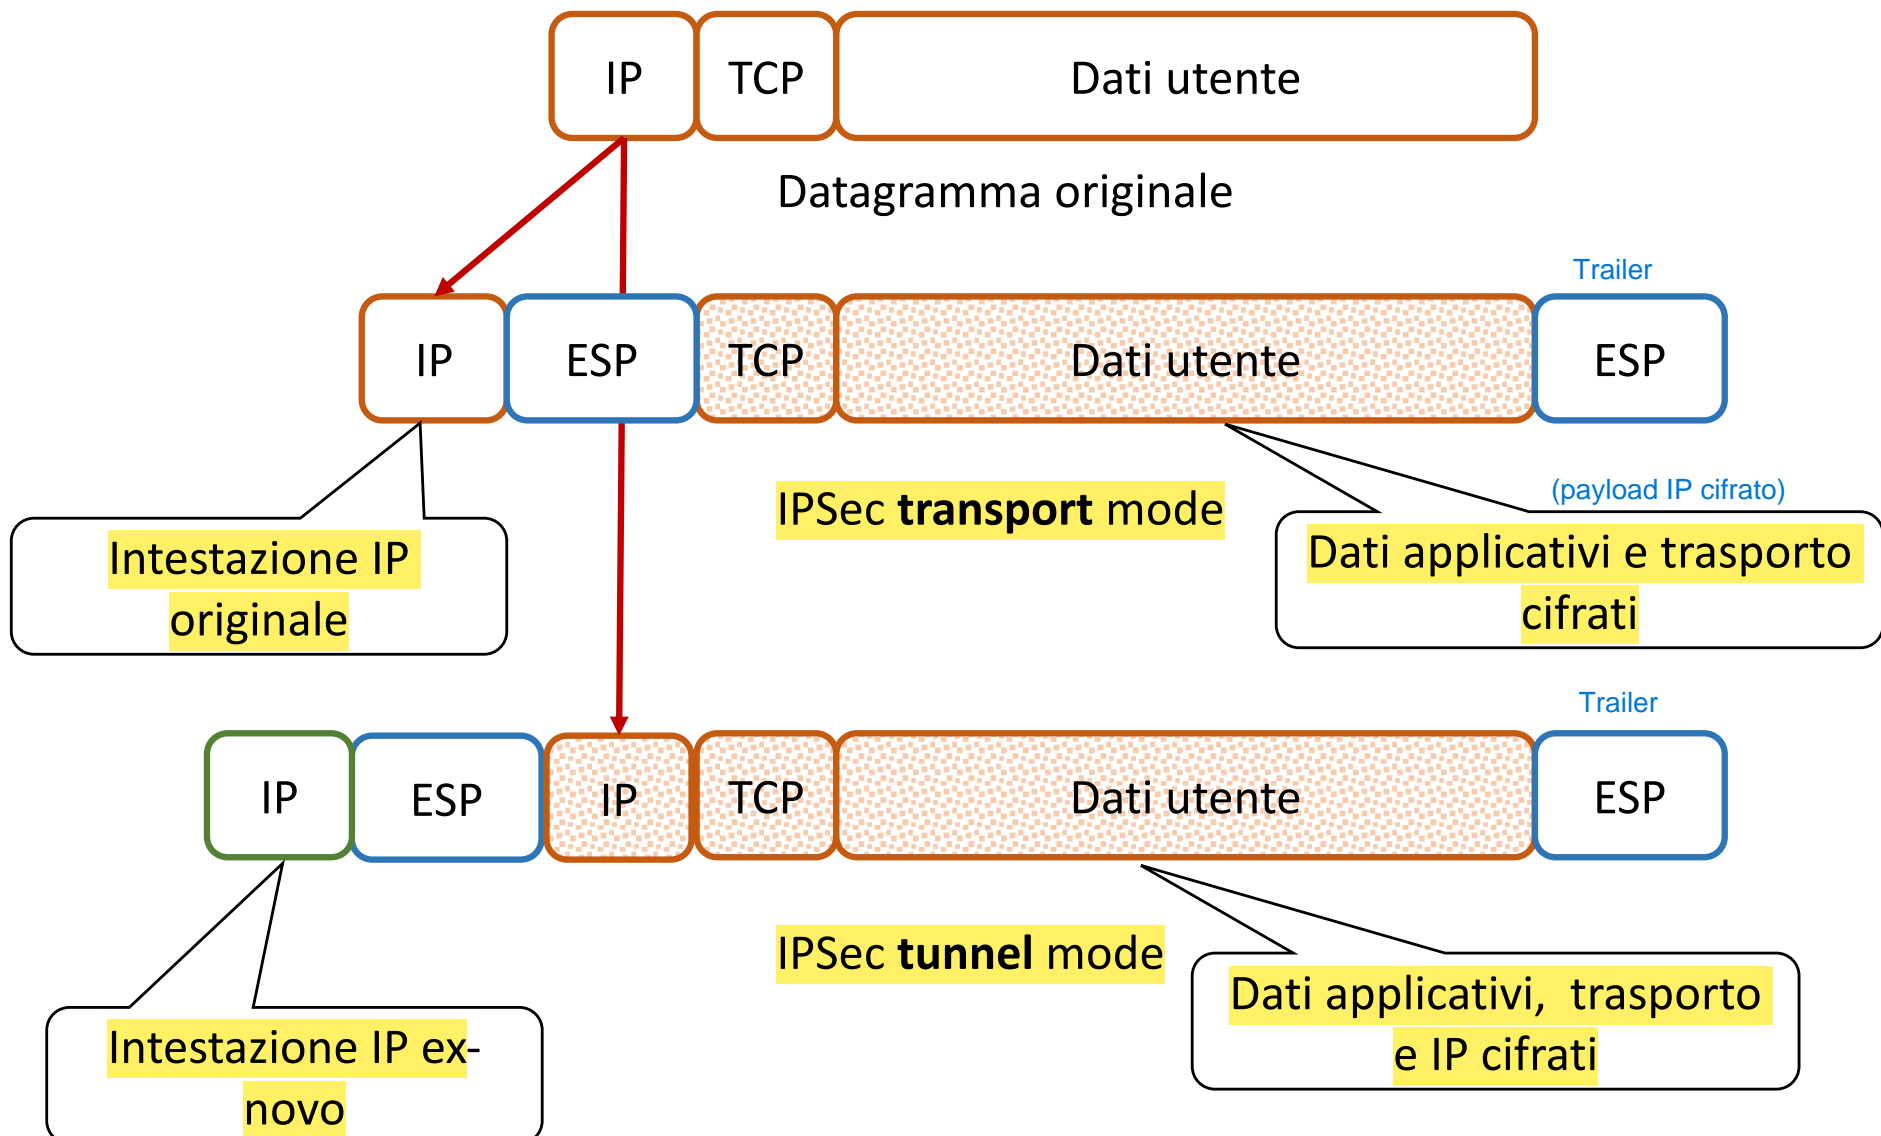 IP TCP Dati utente
Datagramma originale
Trailer
IP ESP TCP Dati utente ESP
IPSec transport mode
(payload IP cifrato)
Intestazione IP
originale
Dati applicativi e trasporto
cifrati
Trailer
IP ESP IP TCP Dati utente ESP
IPSec tunnel mode
Dati applicativi, trasporto
e IP cifrati
Intestazione IP ex-
novo